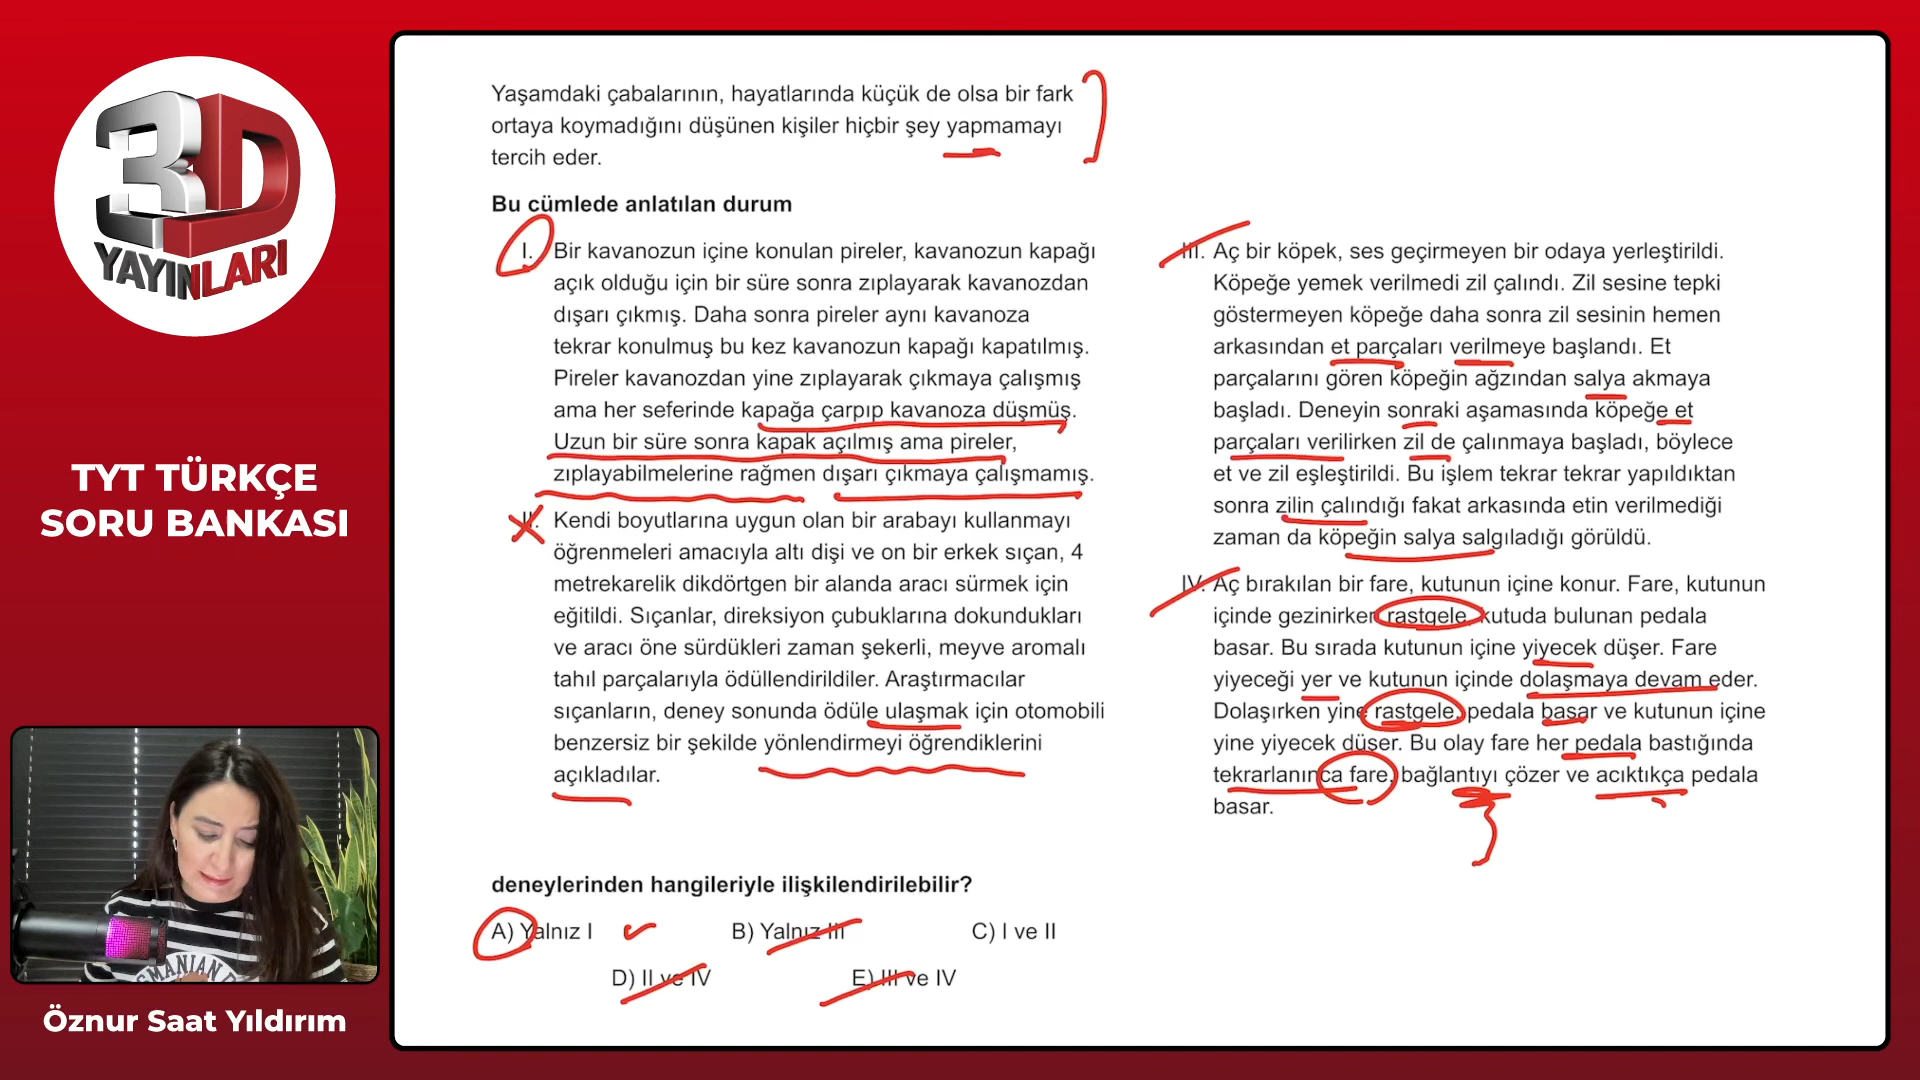 3D
YAYINLARI
TYT TÜRKÇE
SORU BANKASI
Öznur Saat Yıldırım
Yaşamdaki çabalarının, hayatlarında küçük de olsa bir fark
ortaya koymadığını düşünen kişiler hiçbir şey yapmamayı
tercih eder.
Bu cümlede anlatılan durum
I. Bir kavanozun içine konulan pireler, kavanozun kapağı
açık olduğu için bir süre sonra zıplayarak kavanozdan
dışarı çıkmış. Daha sonra pireler aynı kavanoza
tekrar konulmuş bu kez kavanozun kapağı kapatılmış.
Pireler kavanozdan yine zıplayarak çıkmaya çalışmış
ama her seferinde kapağa çarpıp kavanoza düşmüş.
Uzun bir süre sonra kapak açılmış ama pireler,
zıplayabilmelerine rağmen dışarı çıkmaya çalışmamış.
II. Kendi boyutlarına uygun olan bir arabayı kullanmayı
öğrenmeleri amacıyla altı dişi ve on bir erkek sıçan, 4
metrekarelik dikdörtgen bir alanda aracı sürmek için
eğitildi. Sıçanlar, direksiyon çubuklarına dokundukları
ve aracı öne sürdükleri zaman şekerli, meyve aromalı
tahıl parçalarıyla ödüllendirildiler. Araştırmacılar
sıçanların, deney sonunda ödüle ulaşmak için otomobili
benzersiz bir şekilde yönlendirmeyi öğrendiklerini
açıkladılar.
III. Aç bir köpek, ses geçirmeyen bir odaya yerleştirildi.
Köpeğe yemek verilmedi zil çalındı. Zil sesine tepki
göstermeyen köpeğe daha sonra zil sesinin hemen
arkasından et parçaları verilmeye başlandı. Et
parçalarını gören köpeğin ağzından salya akmaya
başladı. Deneyin sonraki aşamasında köpeğe et
parçaları verilirken zil de çalınmaya başladı, böylece
et ve zil eşleştirildi. Bu işlem tekrar tekrar yapıldıktan
sonra zilin çalındığı fakat arkasında etin verilmediği
zaman da köpeğin salya salgıladığı görüldü.
IV. Aç bırakılan bir fare, kutunun içine konur. Fare, kutunun
içinde gezinirken rastgele, kutuda bulunan pedala
basar. Bu sırada kutunun içine yiyecek düşer. Fare
yiyeceği yer ve kutunun içinde dolaşmaya devam eder.
Dolaşırken yine rastgele, pedala basar ve kutunun içine
yine yiyecek düşer. Bu olay fare her pedala bastığında
tekrarlanınca fare, bağlantıyı çözer ve acıktıkça pedala
basar.
deneylerinden hangileriyle ilişkilendirilebilir?
A) Yalnız I B) Yalnız III C) I ve II
D) II ve IV E) III ve IV